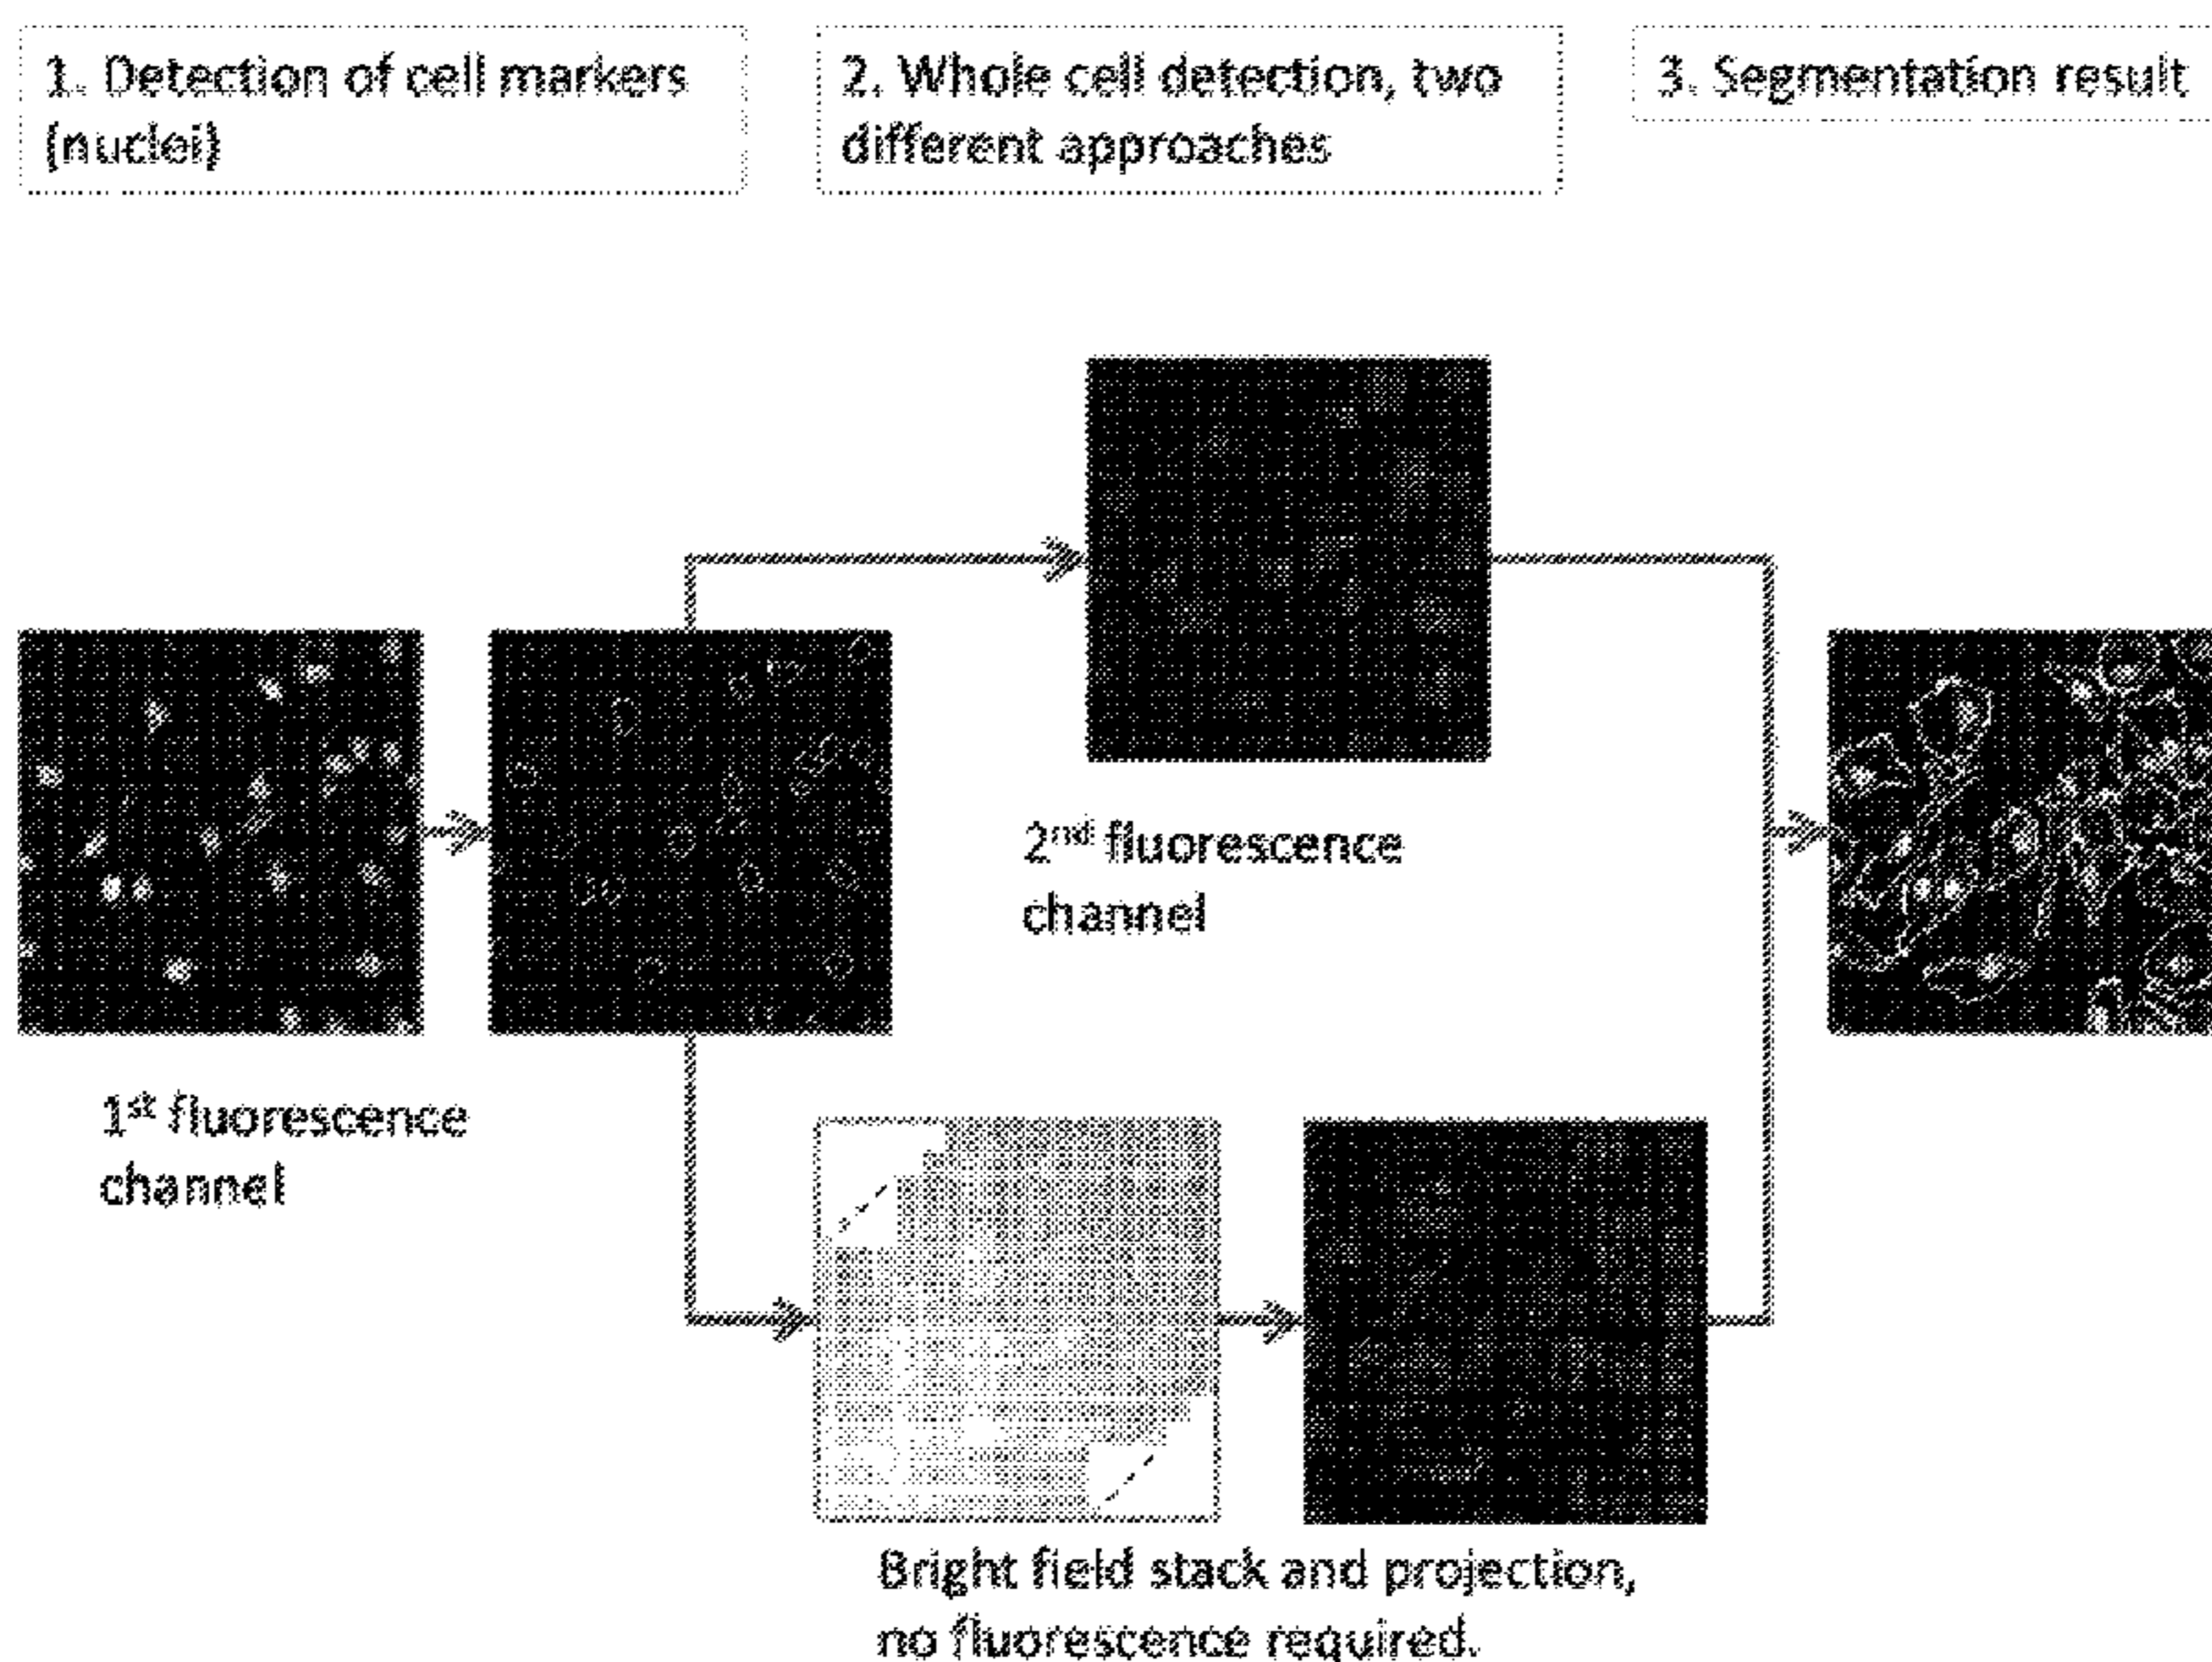 1. Detection of cell markers
(nuclei)
2. Whole cell detection, two
different approaches
3. Segmentation result
2nd fluorescence
channel
1st fluorescence
channel
Bright field stack and projection,
no fluorescence required.